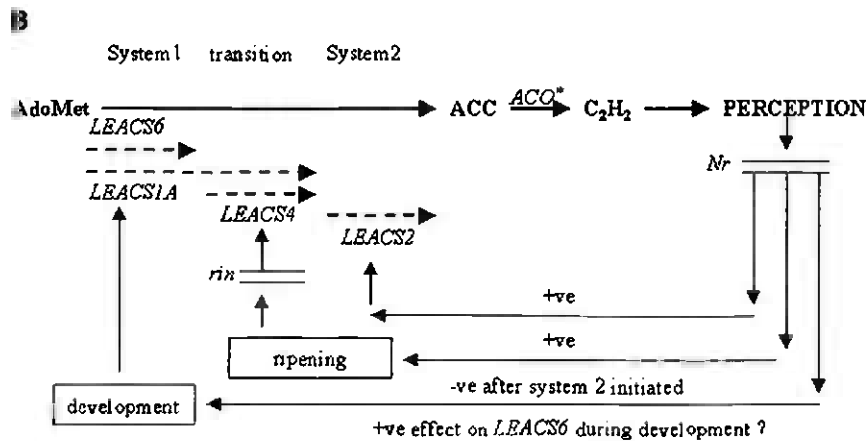 B
System1 transition System2
AdoMet ACC ACO* C₂H₂ PERCEPTION
LEACS6
Nr
LEACS1A
LEACS4
LEACS2
rin
+ve
+ve
ripening
-ve after system 2 initiated
development
+ve effect on LEACS6 during development ?